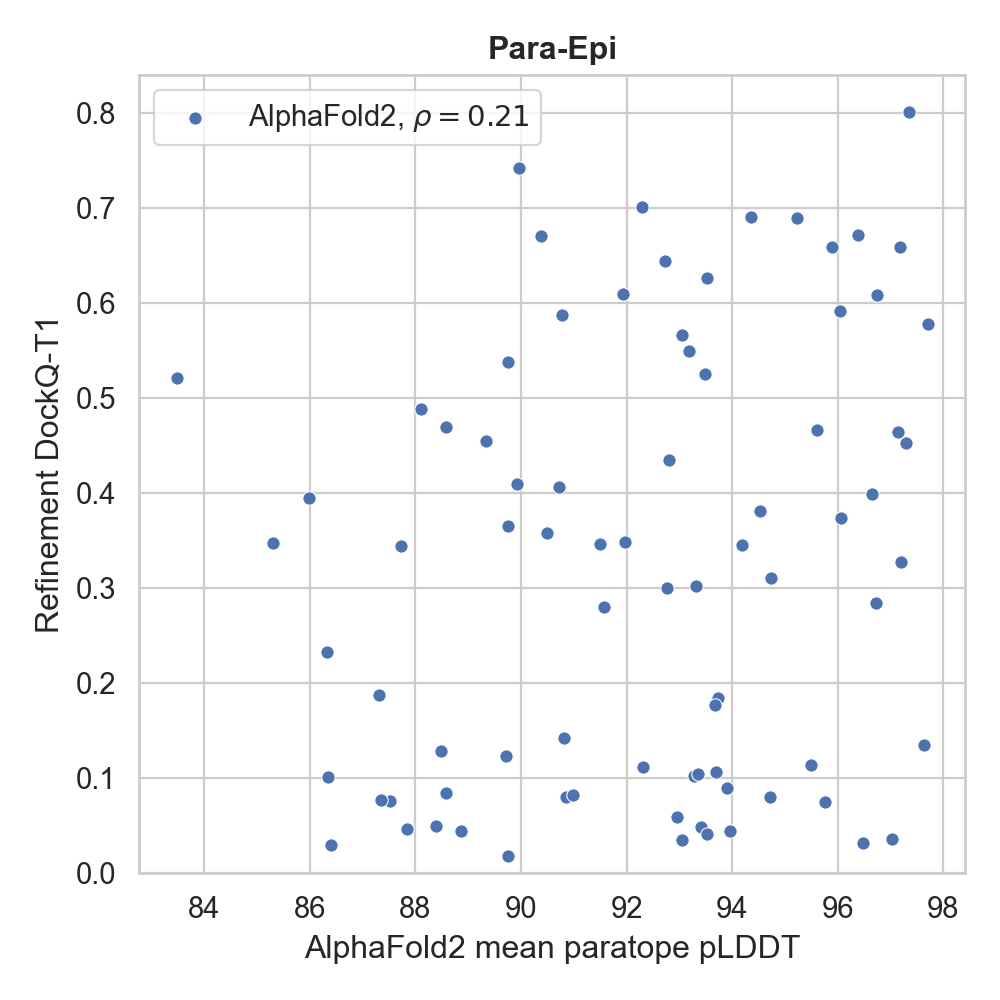 Para-Epi
AlphaFold2, ρ = 0.21
Refinement DockQ-T1
0.8
0.7
0.6
0.5
0.4
0.3
0.2
0.1
0.0
84 86 88 90 92 94 96 98
AlphaFold2 mean paratope pLDDT